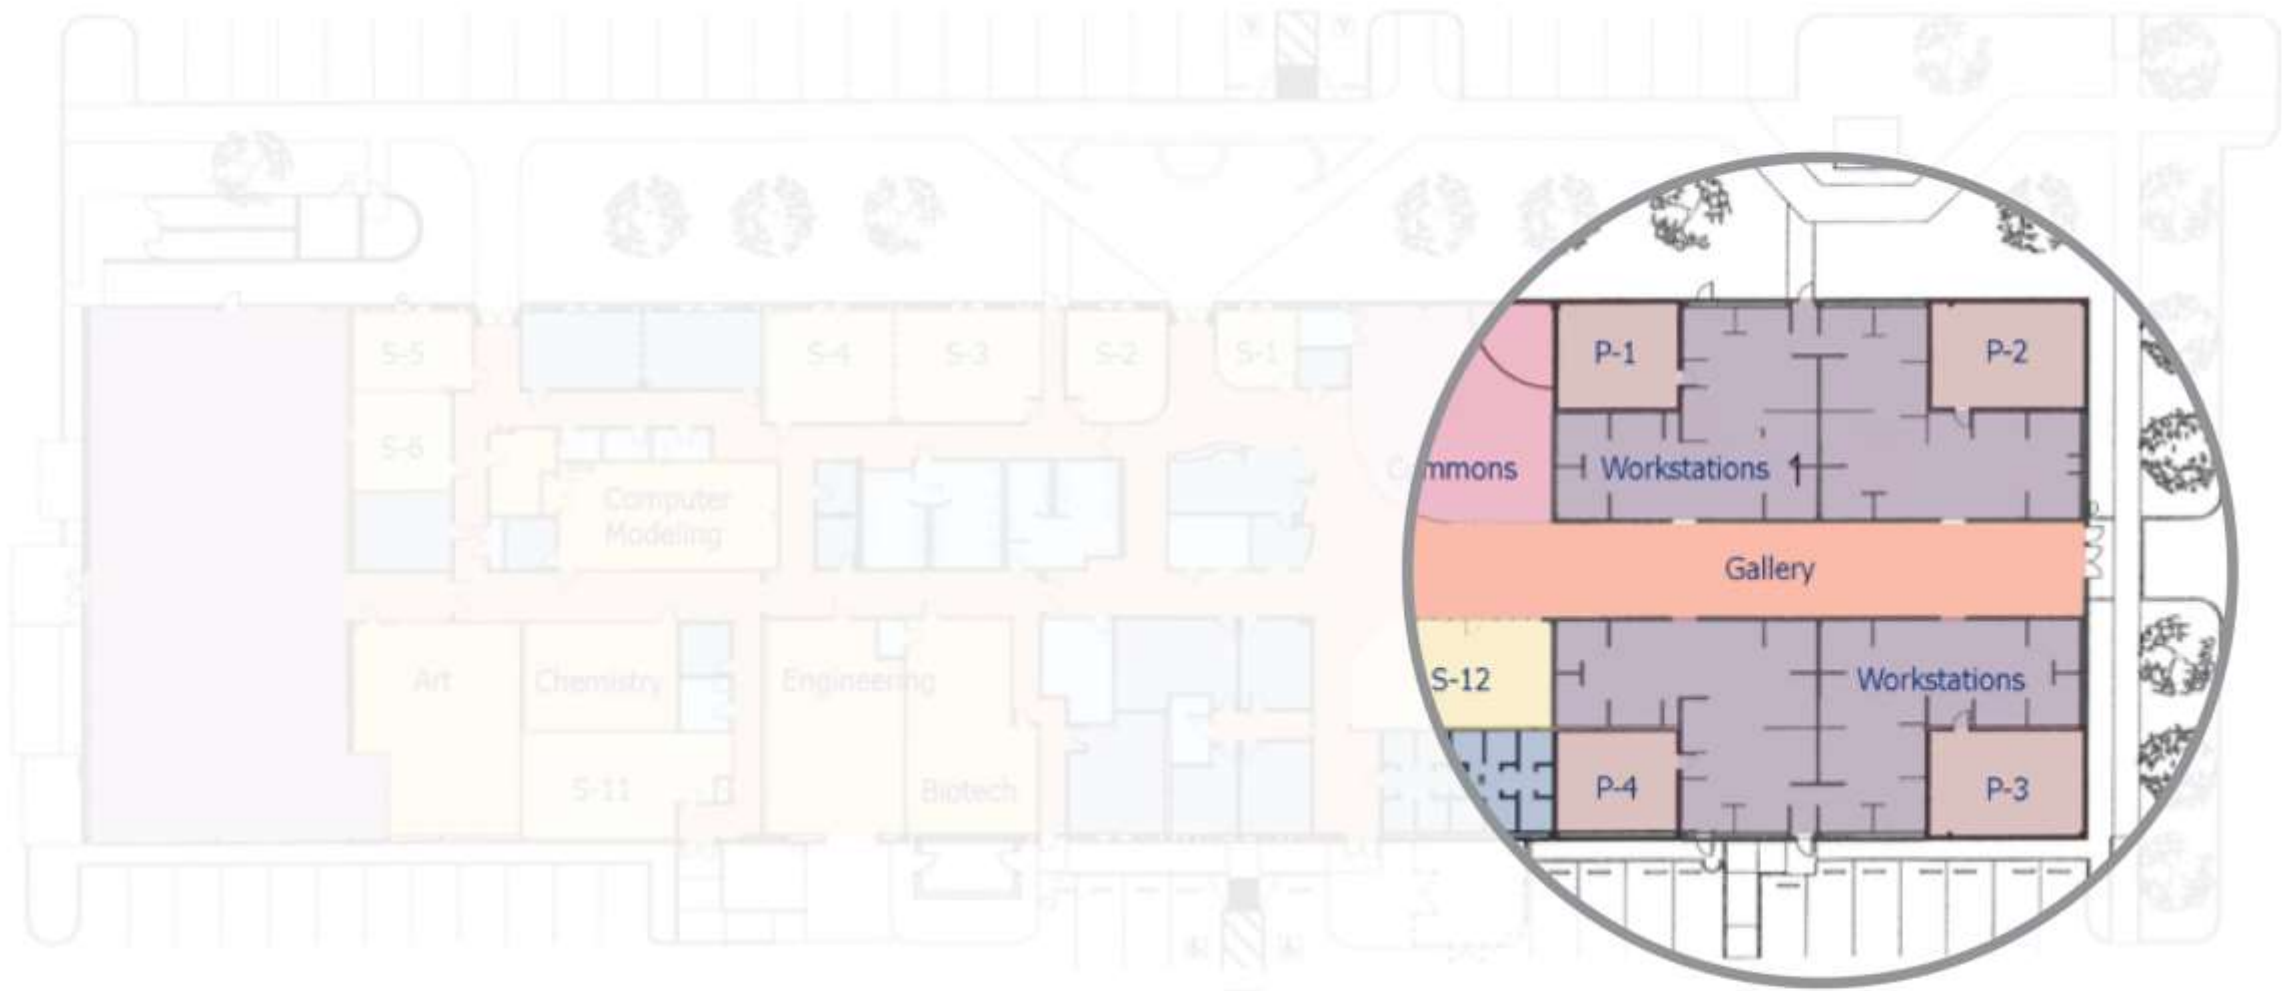 S-5
S-4
S-3
S-2
S-1
P-1
P-2
S-6
Commons
Workstations
Computer
Modeling
Gallery
Art
Chemistry
Engineering
S-12
Workstations
S-11
Biotech
P-4
P-3